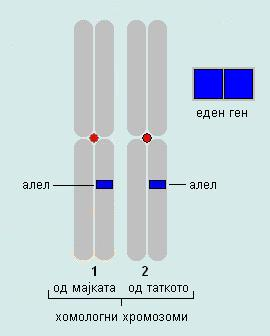 еден ген
алел алел
1 2
од мајката од таткото
хомологни хромозоми